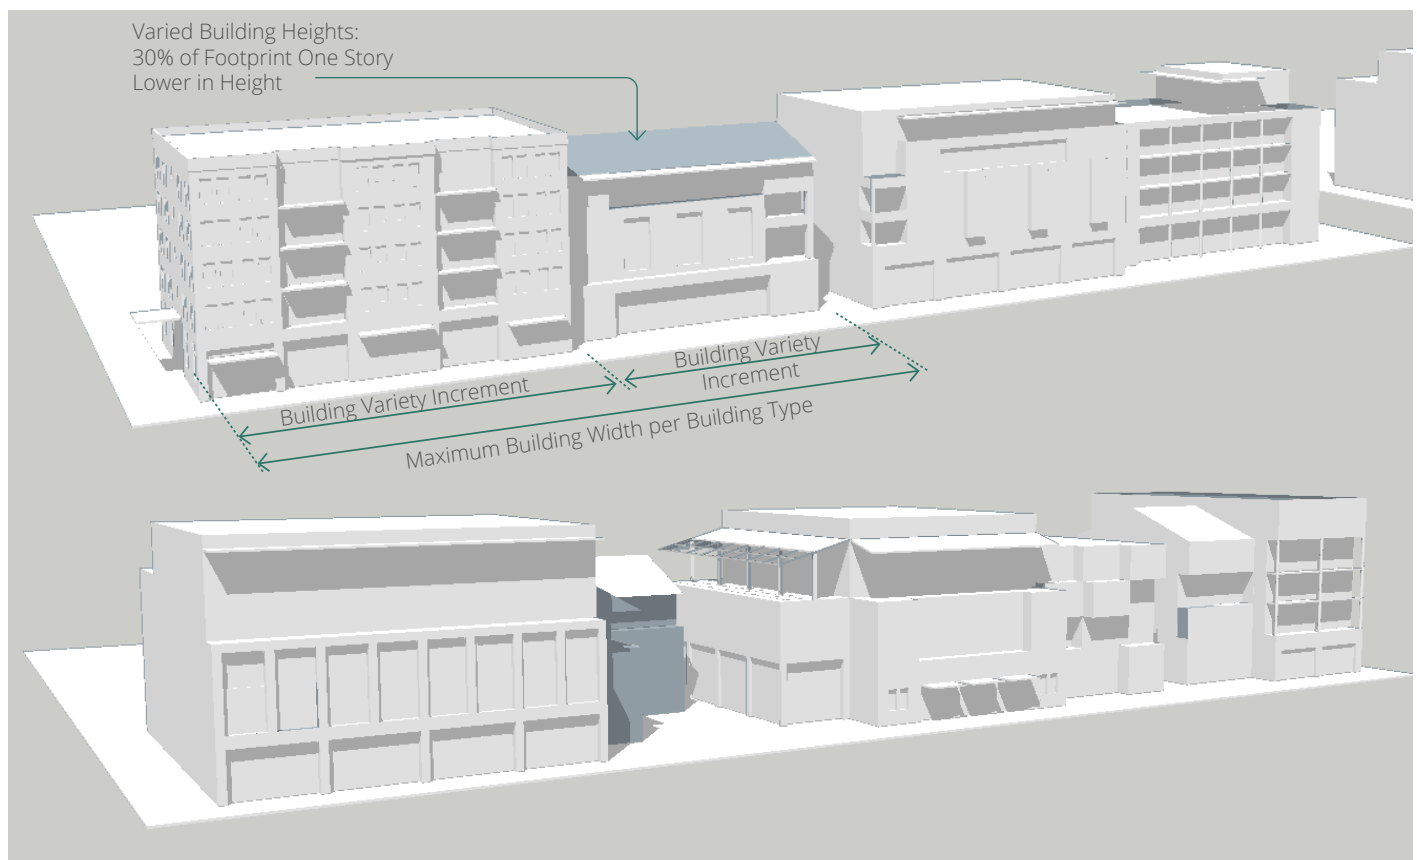 Varied Building Heights:
30% of Footprint One Story
Lower in Height
Building Variety
Increment
Building Variety Increment
Maximum Building Width per Building Type